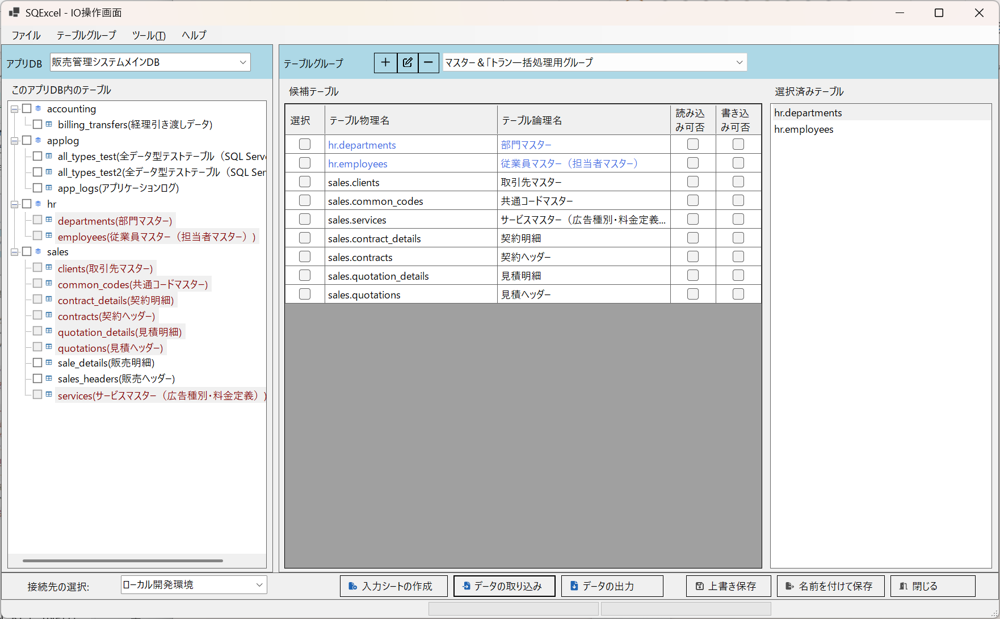 SQExcel - IO操作画面
ファイル テーブルグループ ツール(T) ヘルプ
アプリDB 販売管理システムメインDB
テーブルグループ マスター＆「トラン一括処理用グループ
このアプリDB内のテーブル
accounting
billing_transfers(経理引き渡しデータ)
applog
all_types_test(全データ型テストテーブル（SQL Serve
all_types_test2(全データ型テストテーブル（SQL Ser
app_logs(アプリケーションログ)
hr
departments(部門マスター)
employees(従業員マスター（担当者マスター）)
sales
clients(取引先マスター)
common_codes(共通コードマスター)
contract_details(契約明細)
contracts(契約ヘッダー)
quotation_details(見積明細)
quotations(見積ヘッダー)
sale_details(販売明細)
sales_headers(販売ヘッダー)
services(サービスマスター（広告種別・料金定義）)
候補テーブル
選択 テーブル物理名 テーブル論理名 読み込み可否 書き込み可否
hr.departments 部門マスター
hr.employees 従業員マスター（担当者マスター）
sales.clients 取引先マスター
sales.common_codes 共通コードマスター
sales.services サービスマスター（広告種別・料金定義...
sales.contract_details 契約明細
sales.contracts 契約ヘッダー
sales.quotation_details 見積明細
sales.quotations 見積ヘッダー
選択済みテーブル
hr.departments
hr.employees
接続先の選択: ローカル開発環境
入力シートの作成 データの取り込み データの出力 上書き保存 名前を付けて保存 閉じる